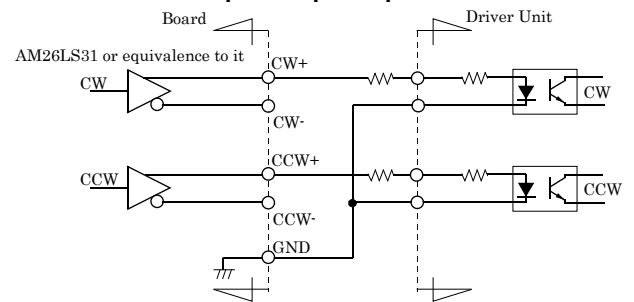 Board
Driver Unit
AM26LS31 or equivalence to it
CW
CW+
CW-
CW
CCW
CCW+
CCW-
CCW
GND